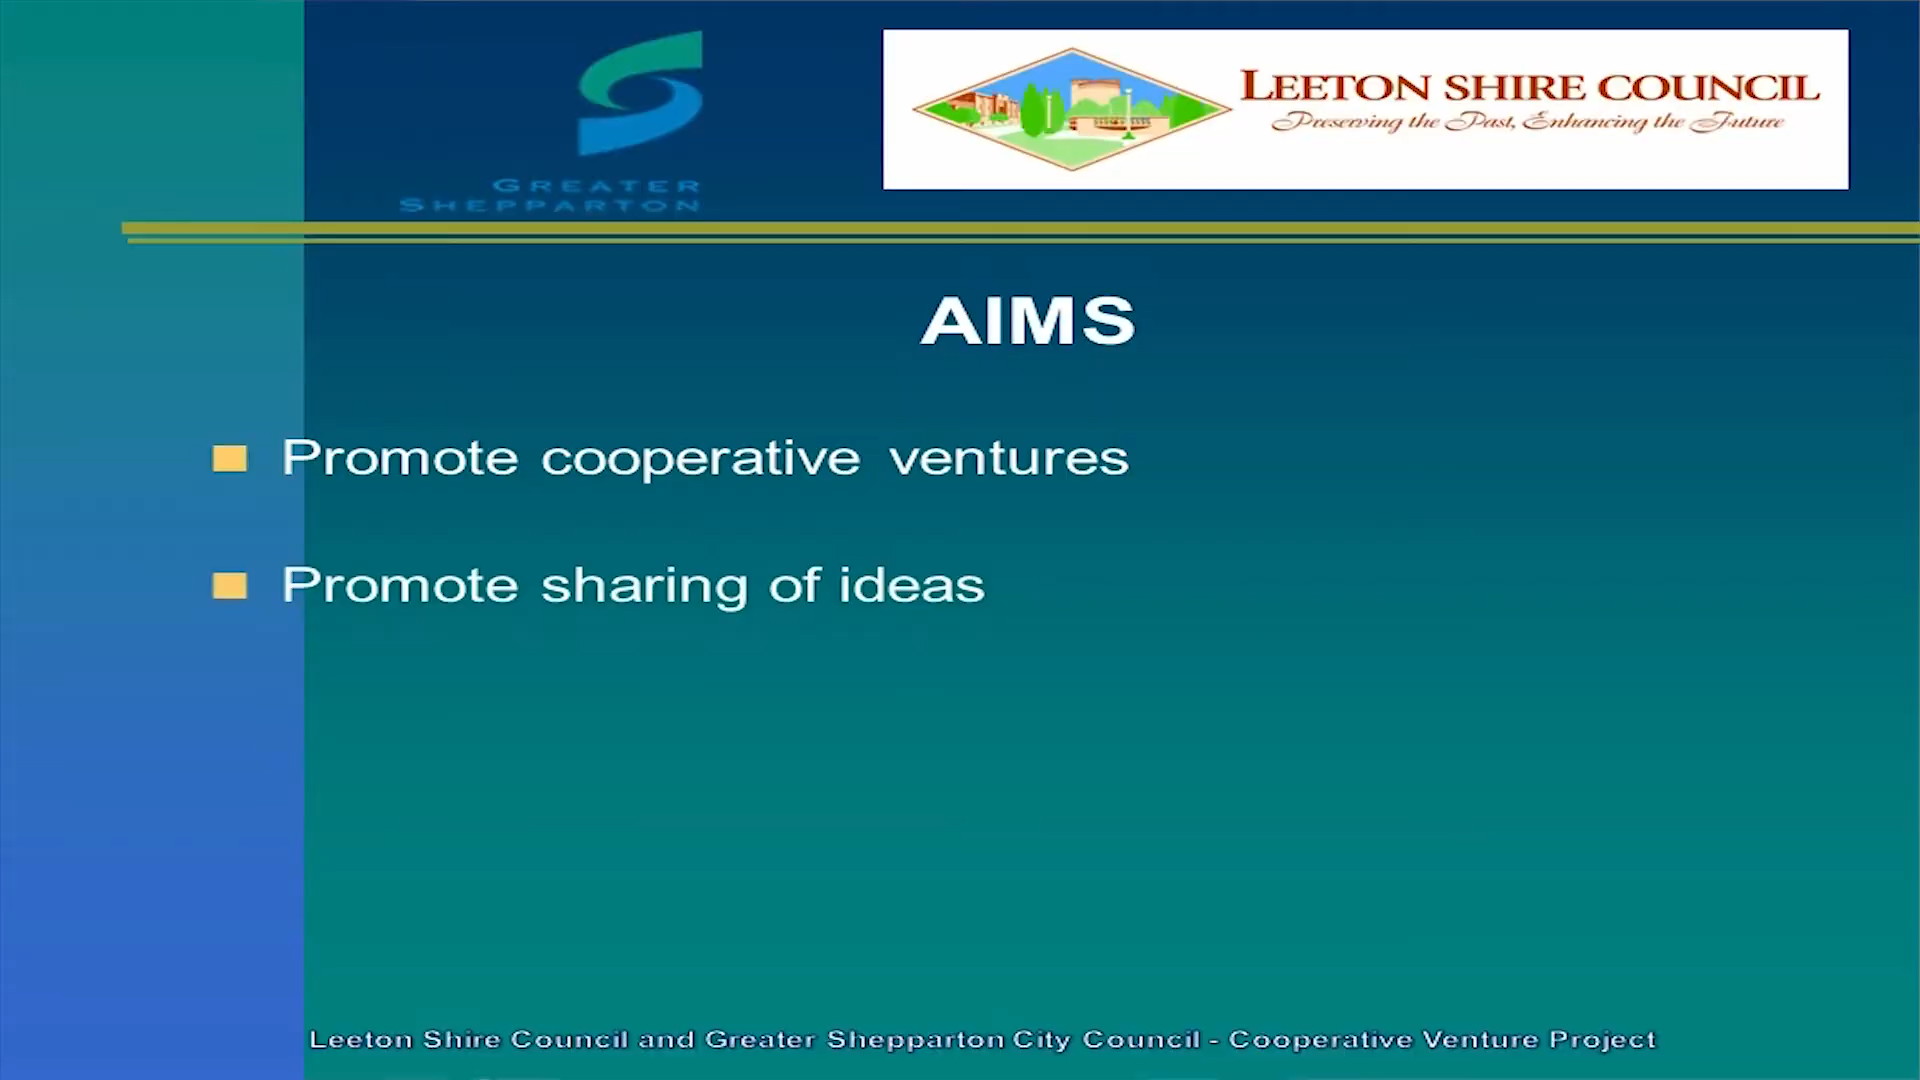 GREATER
SHEPPARTON
LEETON SHIRE COUNCIL
Preserving the Past, Enhancing the Future
AIMS
Promote cooperative ventures
Promote sharing of ideas
Leeton Shire Council and Greater Shepparton City Council - Cooperative Venture Project